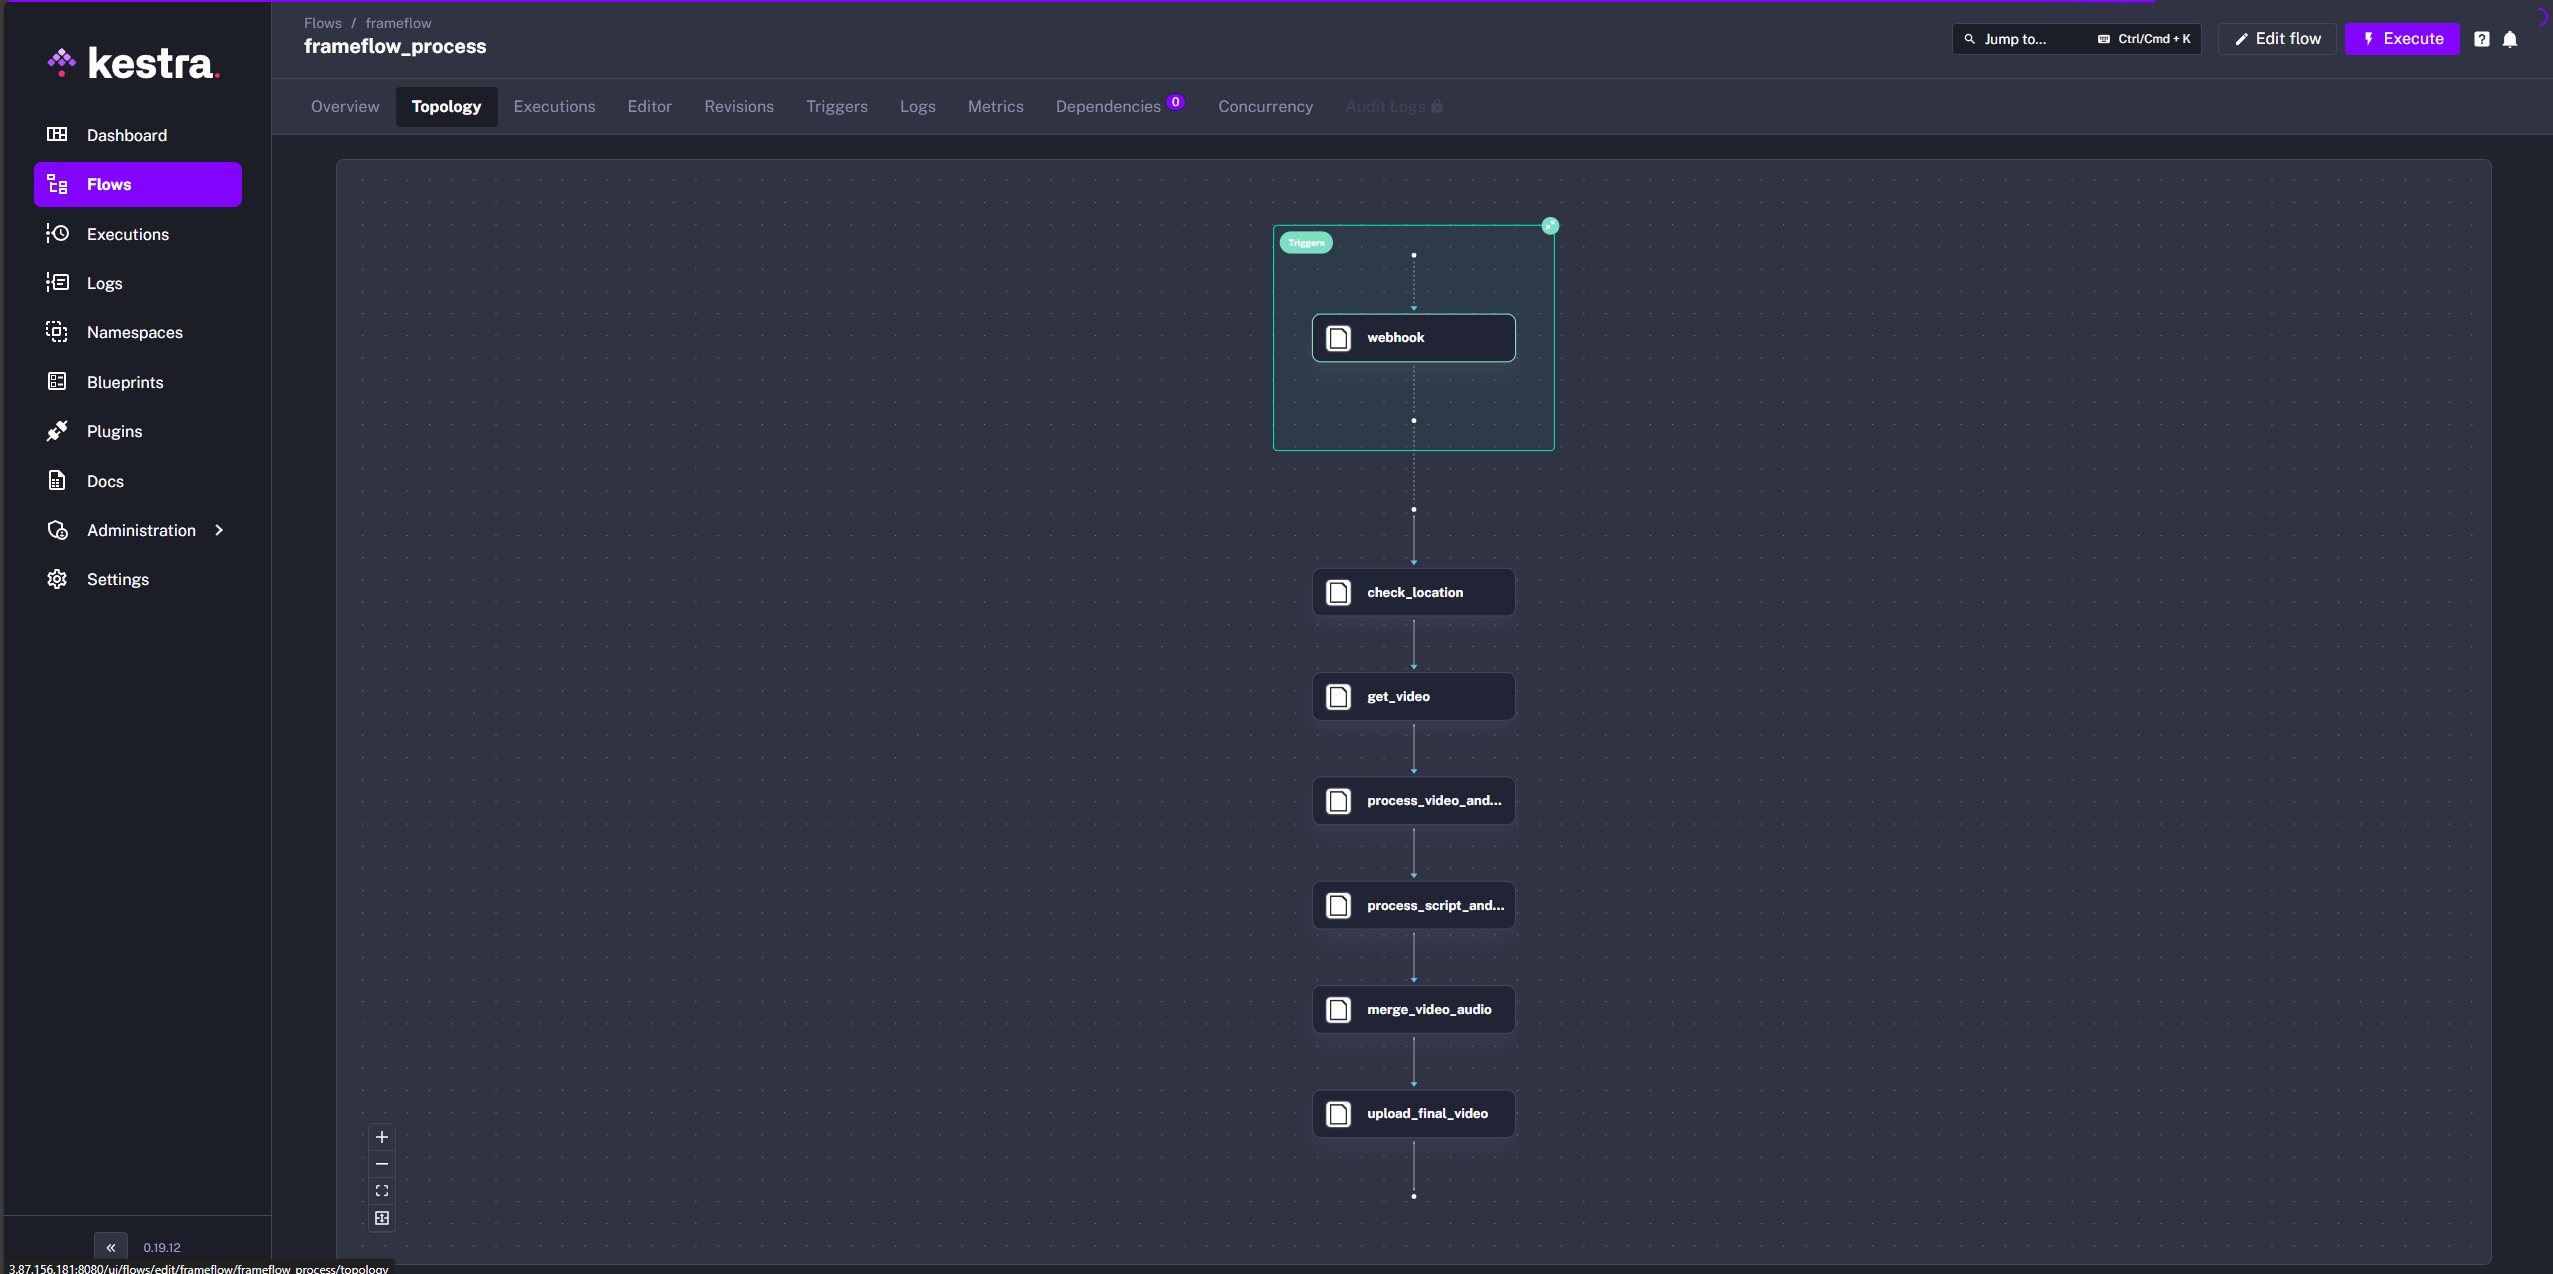 kestra.
Dashboard
Flows
Executions
Logs
Namespaces
Blueprints
Plugins
Docs
Administration
Settings
0.19.12
3.87.156.181:8080/ui/flows/edit/frameflow/frameflow_process/topology
Flows / frameflow
frameflow_process
Jump to... Ctrl/Cmd + K
Edit flow
Execute
Overview Topology Executions Editor Revisions Triggers Logs Metrics Dependencies 0 Concurrency Audit Logs
Triggers
webhook
check_location
get_video
process_video_and...
process_script_and...
merge_video_audio
upload_final_video